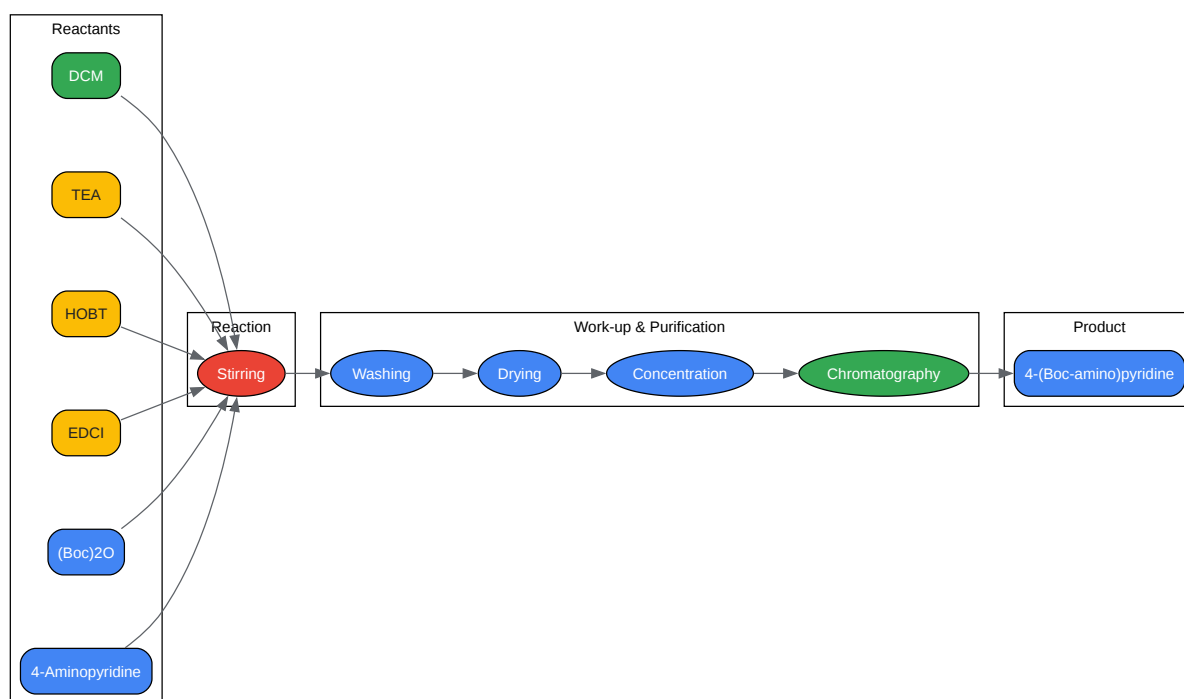 Reactants
DCM
TEA
HOBT
EDCI
(Boc)2O
4-Aminopyridine
Reaction
Stirring
Work-up & Purification
Washing
Drying
Concentration
Chromatography
Product
4-(Boc-amino)pyridine